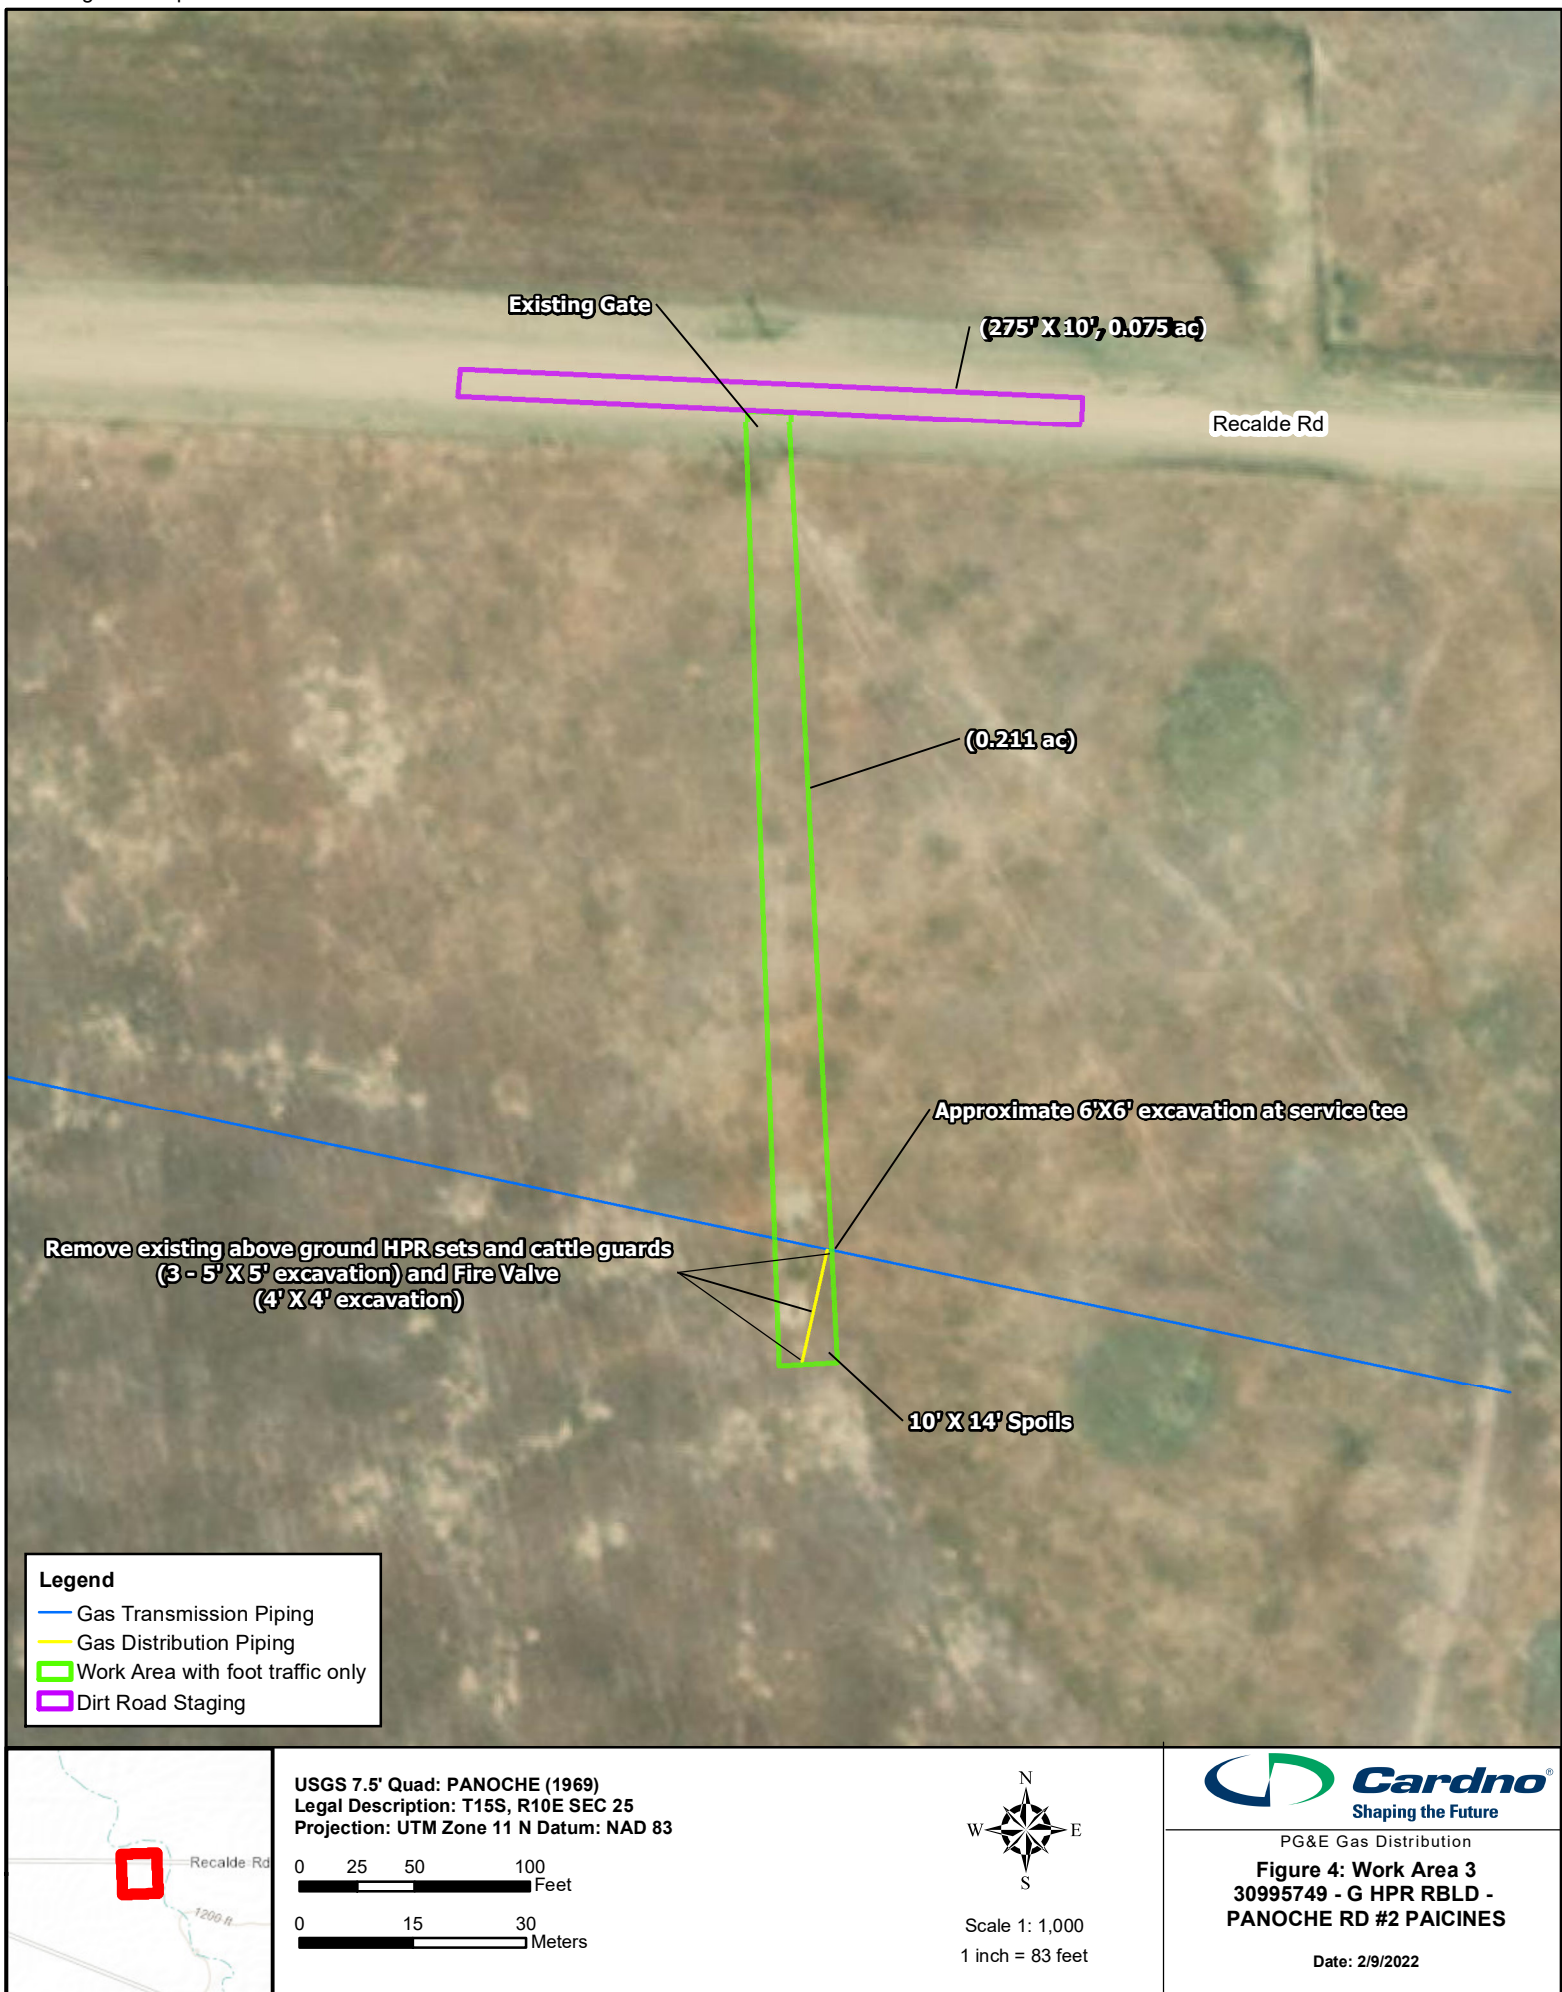 Existing Gate
(275' X 10', 0.075 ac)
Recalde Rd
(0.211 ac)
Approximate 6'X6' excavation at service tee
Remove existing above ground HPR sets and cattle guards
(3 - 5' X 5' excavation) and Fire Valve
(4' X 4' excavation)
10' X 14' Spoils
Legend
Gas Transmission Piping
Gas Distribution Piping
Work Area with foot traffic only
Dirt Road Staging
Recalde Rd
1200 ft
USGS 7.5' Quad: PANOCHE (1969)
Legal Description: T15S, R10E SEC 25
Projection: UTM Zone 11 N Datum: NAD 83
0 25 50 100
Feet
0 15 30
Meters
N
W E
S
Scale 1: 1,000
1 inch = 83 feet
Cardno®
Shaping the Future
PG&E Gas Distribution
Figure 4: Work Area 3
30995749 - G HPR RBLD -
PANOCHE RD #2 PAICINES
Date: 2/9/2022